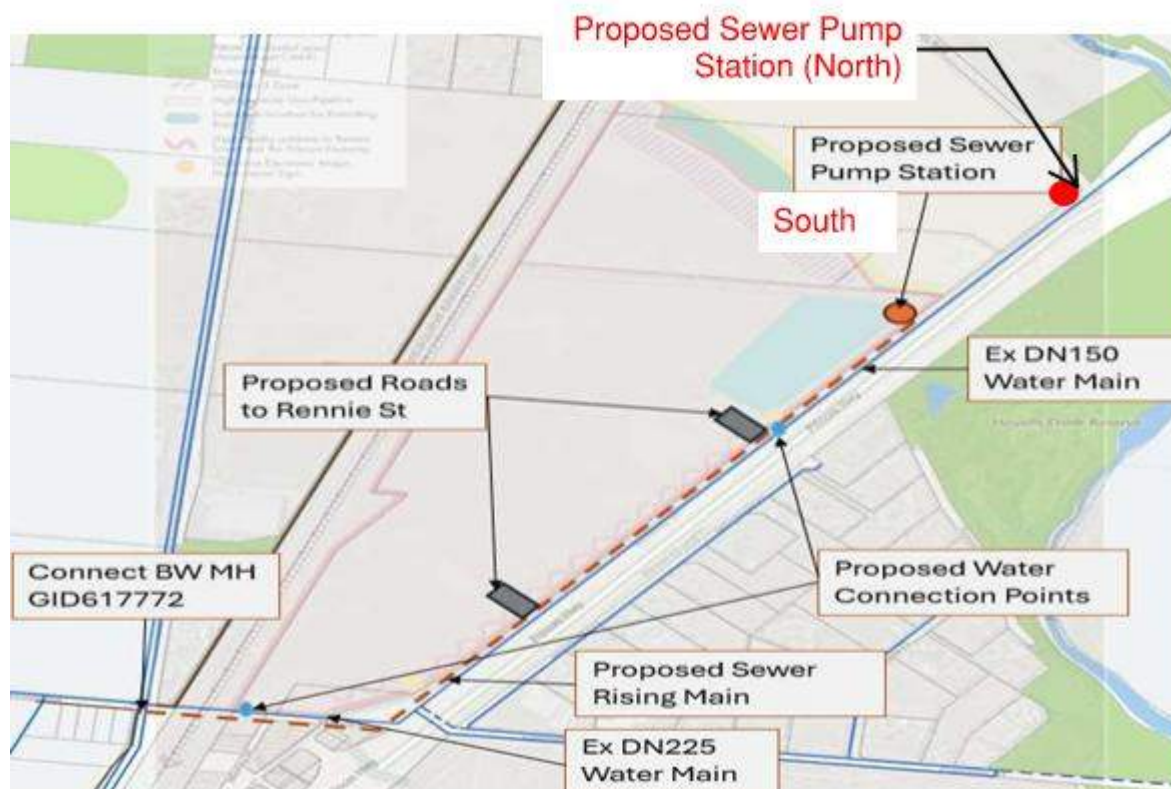 Proposed Sewer Pump
Station (North)
Proposed Sewer
Pump Station
South
Ex DN150
Water Main
Proposed Roads
to Rennie St
Connect BW MH
GID617772
Proposed Water
Connection Points
Proposed Sewer
Rising Main
Ex DN225
Water Main